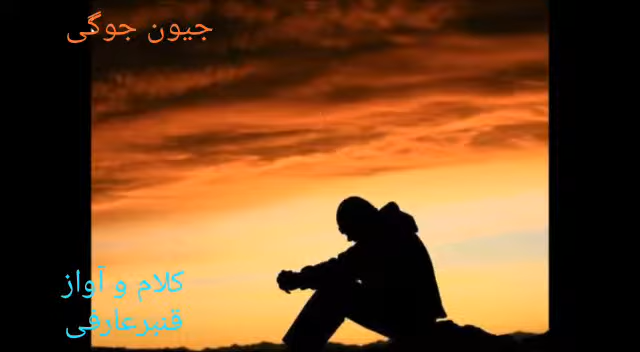 جیون جوگی
کلام و آواز
قنبرعارفی